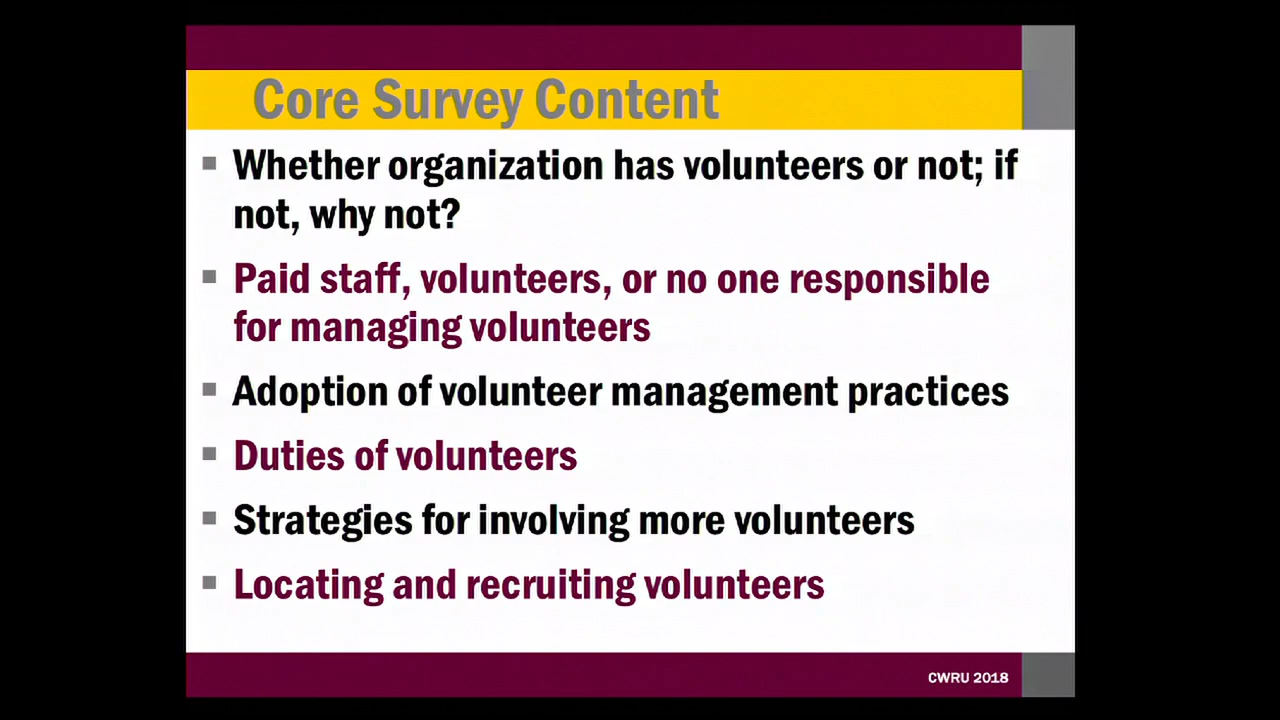 Core Survey Content
Whether organization has volunteers or not; if
not, why not?
Paid staff, volunteers, or no one responsible
for managing volunteers
Adoption of volunteer management practices
Duties of volunteers
Strategies for involving more volunteers
Locating and recruiting volunteers
CWRU 2018